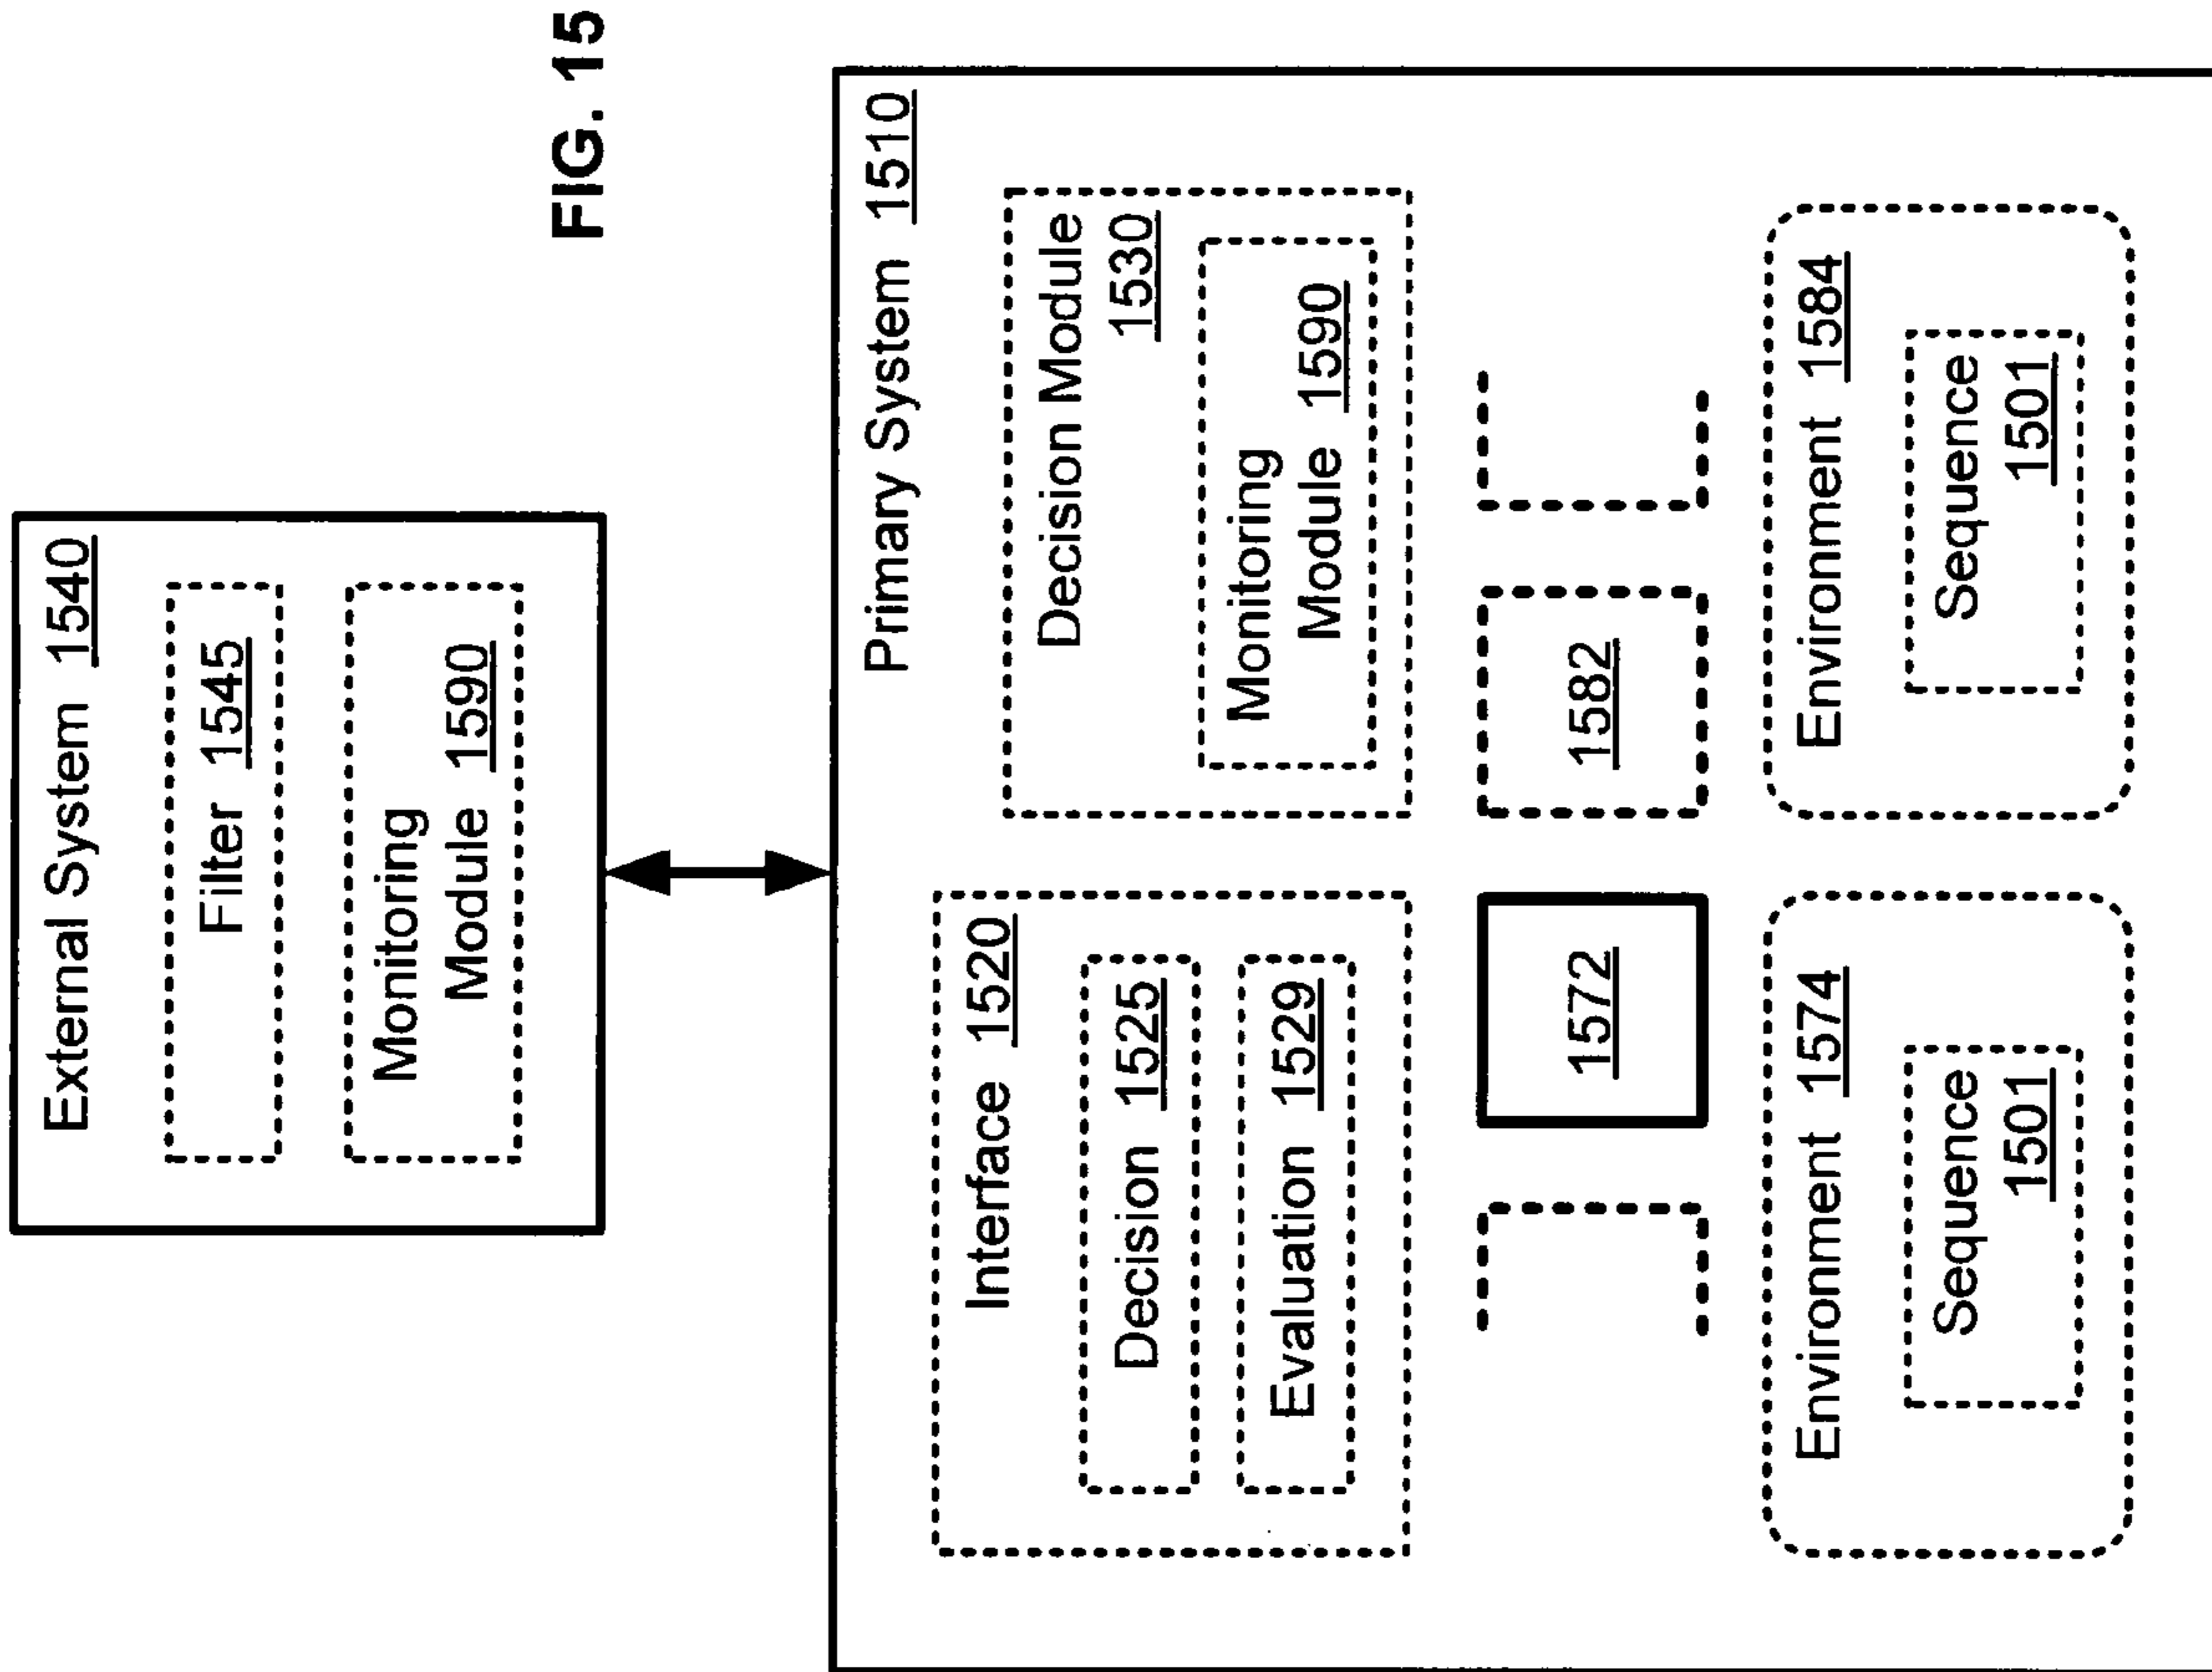 External System 1540
Filter 1545
Monitoring
Module 1590
FIG. 15
Primary System 1510
Interface 1520
Decision 1525
Evaluation 1529
Decision Module
1530
Monitoring
Module 1590
1572
1582
Environment 1574
Sequence
1501
Environment 1584
Sequence
1501